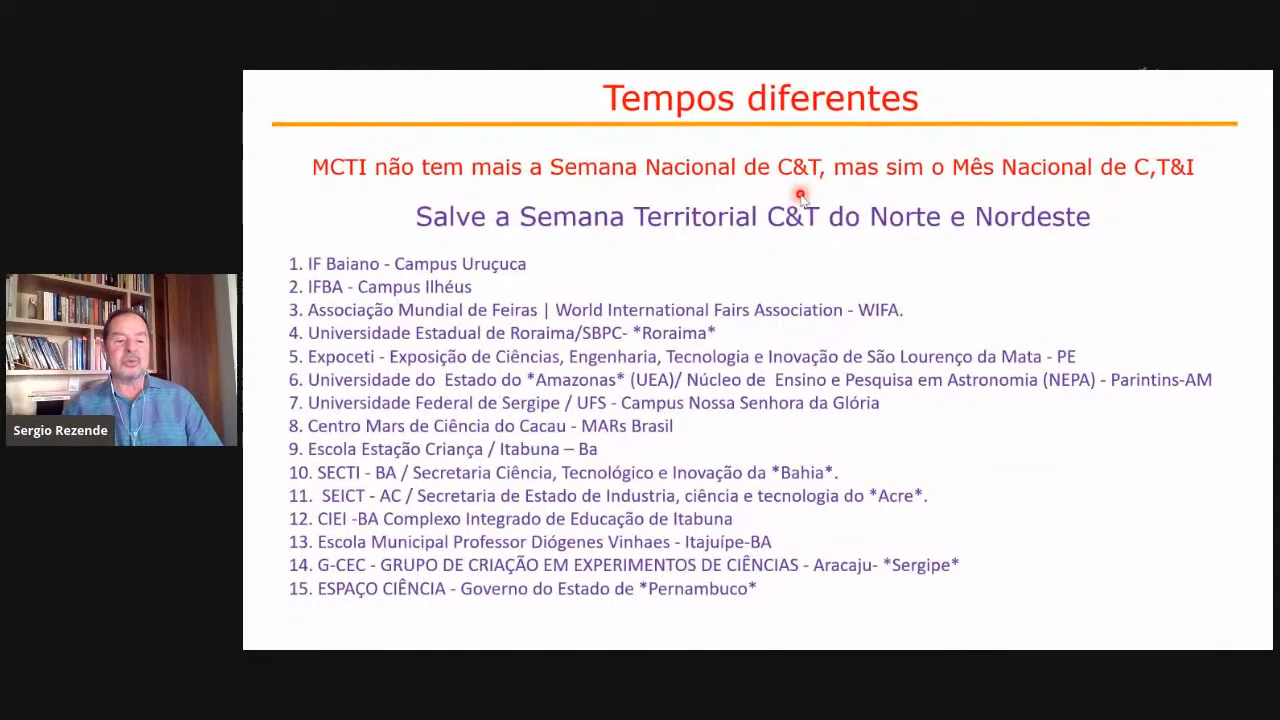 Tempos diferentes
MCTI não tem mais a Semana Nacional de C&T, mas sim o Mês Nacional de C,T&I
Salve a Semana Territorial C&T do Norte e Nordeste
1. IF Baiano - Campus Uruçuca
2. IFBA - Campus Ilhéus
3. Associação Mundial de Feiras | World International Fairs Association - WIFA.
4. Universidade Estadual de Roraima/SBPC- *Roraima*
5. Expoceti - Exposição de Ciências, Engenharia, Tecnologia e Inovação de São Lourenço da Mata - PE
6. Universidade do Estado do *Amazonas* (UEA)/ Núcleo de Ensino e Pesquisa em Astronomia (NEPA) - Parintins-AM
7. Universidade Federal de Sergipe / UFS - Campus Nossa Senhora da Glória
8. Centro Mars de Ciência do Cacau - MARs Brasil
9. Escola Estação Criança / Itabuna – Ba
10. SECTI - BA / Secretaria Ciência, Tecnológico e Inovação da *Bahia*.
11. SEICT - AC / Secretaria de Estado de Industria, ciência e tecnologia do *Acre*.
12. CIEI -BA Complexo Integrado de Educação de Itabuna
13. Escola Municipal Professor Diógenes Vinhaes - Itajuípe-BA
14. G-CEC - GRUPO DE CRIAÇÃO EM EXPERIMENTOS DE CIÊNCIAS - Aracaju- *Sergipe*
15. ESPAÇO CIÊNCIA - Governo do Estado de *Pernambuco*
Sergio Rezende